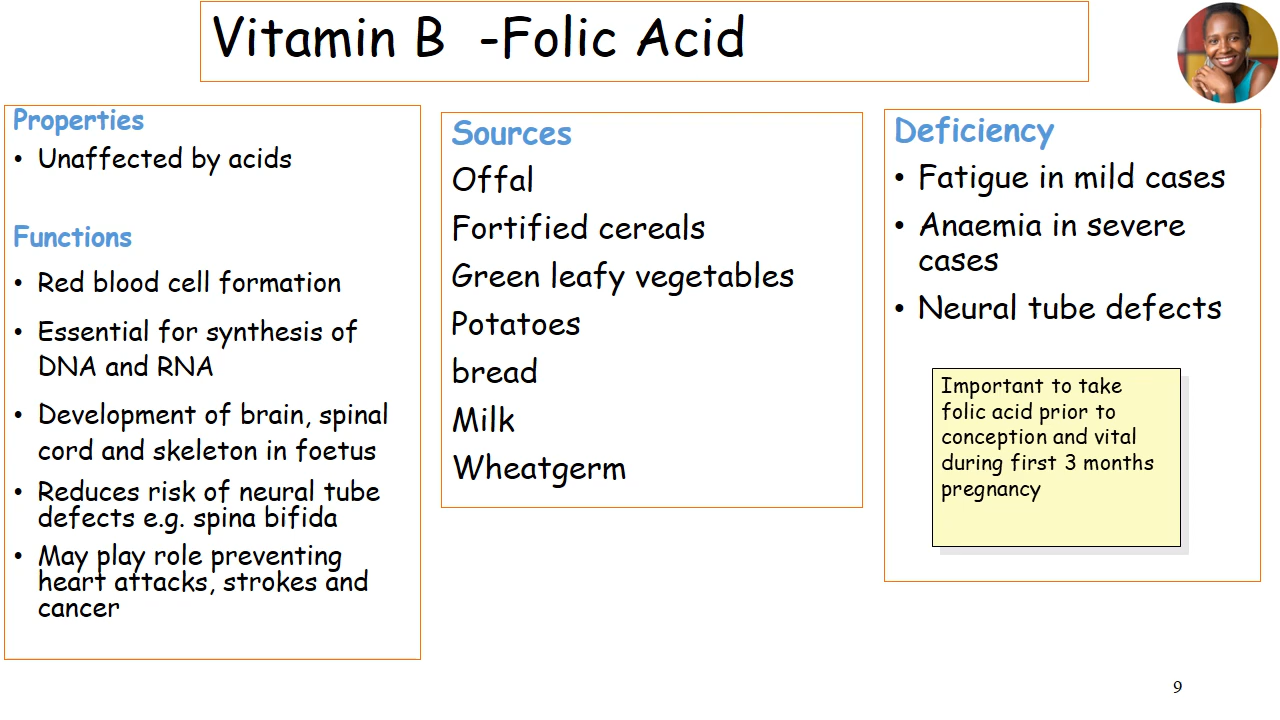 Vitamin B  -Folic Acid
Properties
• Unaffected by acids
Functions
• Red blood cell formation
• Essential for synthesis of
DNA and RNA
• Development of brain, spinal
cord and skeleton in foetus
• Reduces risk of neural tube
defects e.g. spina bifida
• May play role preventing
heart attacks, strokes and
cancer
Sources
Offal
Fortified cereals
Green leafy vegetables
Potatoes
bread
Milk
Wheatgerm
Deficiency
• Fatigue in mild cases
• Anaemia in severe
cases
• Neural tube defects
Important to take
folic acid prior to
conception and vital
during first 3 months
pregnancy
9